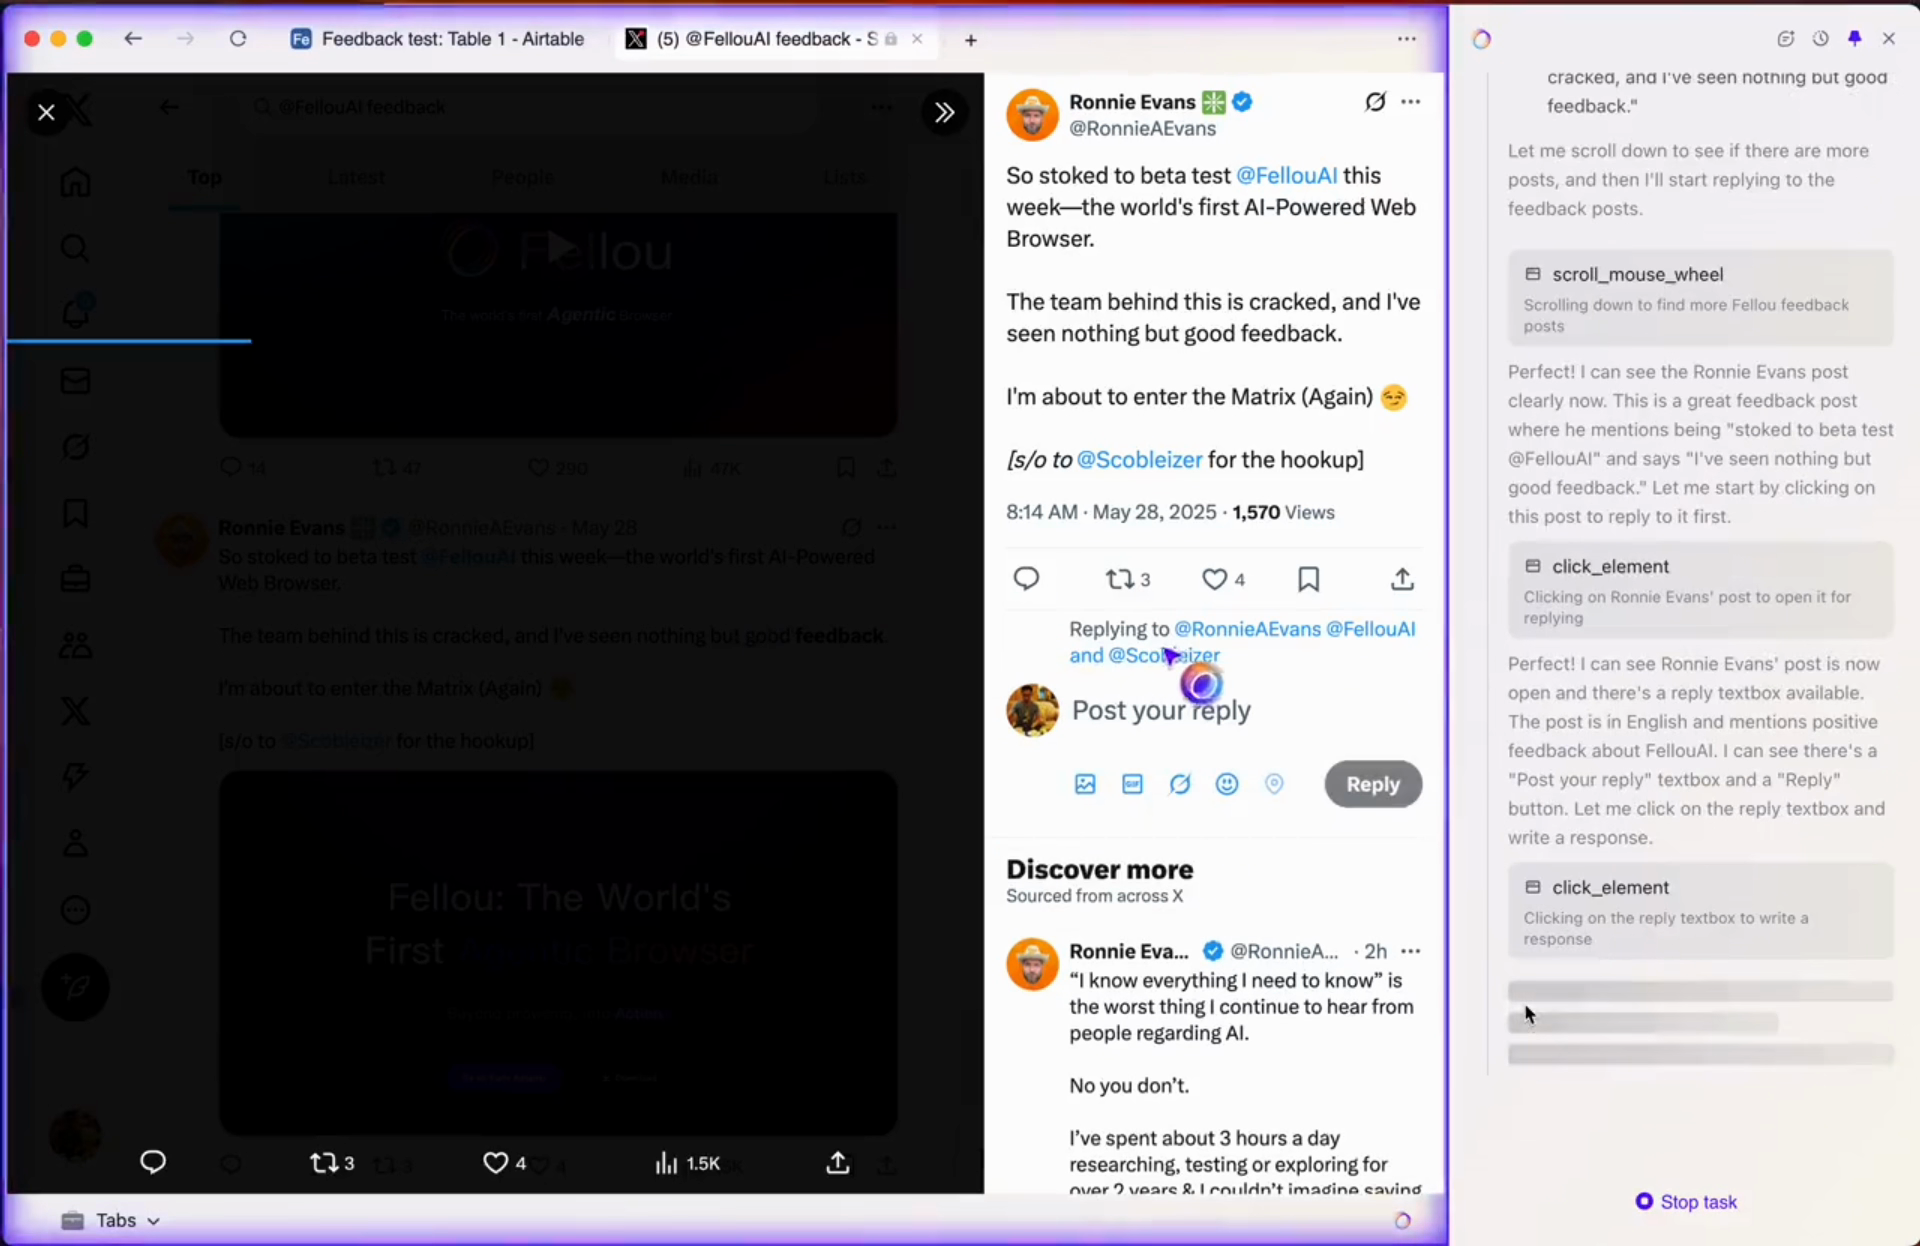 Feedback test: Table 1 - Airtable
(5) @FellouAI feedback - S
@FellouAI feedback
Top
Latest
People
Media
Lists
Fellou
The world's first Agentic Browser
14
47
290
47K
Ronnie Evans @RonnieAEvans · May 28
So stoked to beta test @FellouAI this week—the world's first AI-Powered
Web Browser.
The team behind this is cracked, and I've seen nothing but good feedback.
I'm about to enter the Matrix (Again)
[s/o to @Scobleizer for the hookup]
Fellou: The World's
First Agentic Browser
3
4
1.5K
Tabs
Ronnie Evans
@RonnieAEvans
So stoked to beta test @FellouAI this
week—the world's first AI-Powered Web
Browser.
The team behind this is cracked, and I've
seen nothing but good feedback.
I'm about to enter the Matrix (Again) 😏
[s/o to @Scobleizer for the hookup]
8:14 AM · May 28, 2025 · 1,570 Views
3
4
Replying to @RonnieAEvans @FellouAI
and @Scobleizer
Post your reply
GIF
Reply
Discover more
Sourced from across X
Ronnie Eva... @RonnieA... · 2h
“I know everything I need to know” is
the worst thing I continue to hear from
people regarding AI.
No you don’t.
I’ve spent about 3 hours a day
researching, testing or exploring for
over 2 years & I couldn’t imagine saying
cracked, and I've seen nothing but good
feedback."
Let me scroll down to see if there are more
posts, and then I'll start replying to the
feedback posts.
scroll_mouse_wheel
Scrolling down to find more Fellou feedback
posts
Perfect! I can see the Ronnie Evans post
clearly now. This is a great feedback post
where he mentions being "stoked to beta test
@FellouAI" and says "I've seen nothing but
good feedback." Let me start by clicking on
this post to reply to it first.
click_element
Clicking on Ronnie Evans' post to open it for
replying
Perfect! I can see Ronnie Evans' post is now
open and there's a reply textbox available.
The post is in English and mentions positive
feedback about FellouAI. I can see there's a
"Post your reply" textbox and a "Reply"
button. Let me click on the reply textbox and
write a response.
click_element
Clicking on the reply textbox to write a
response
Stop task